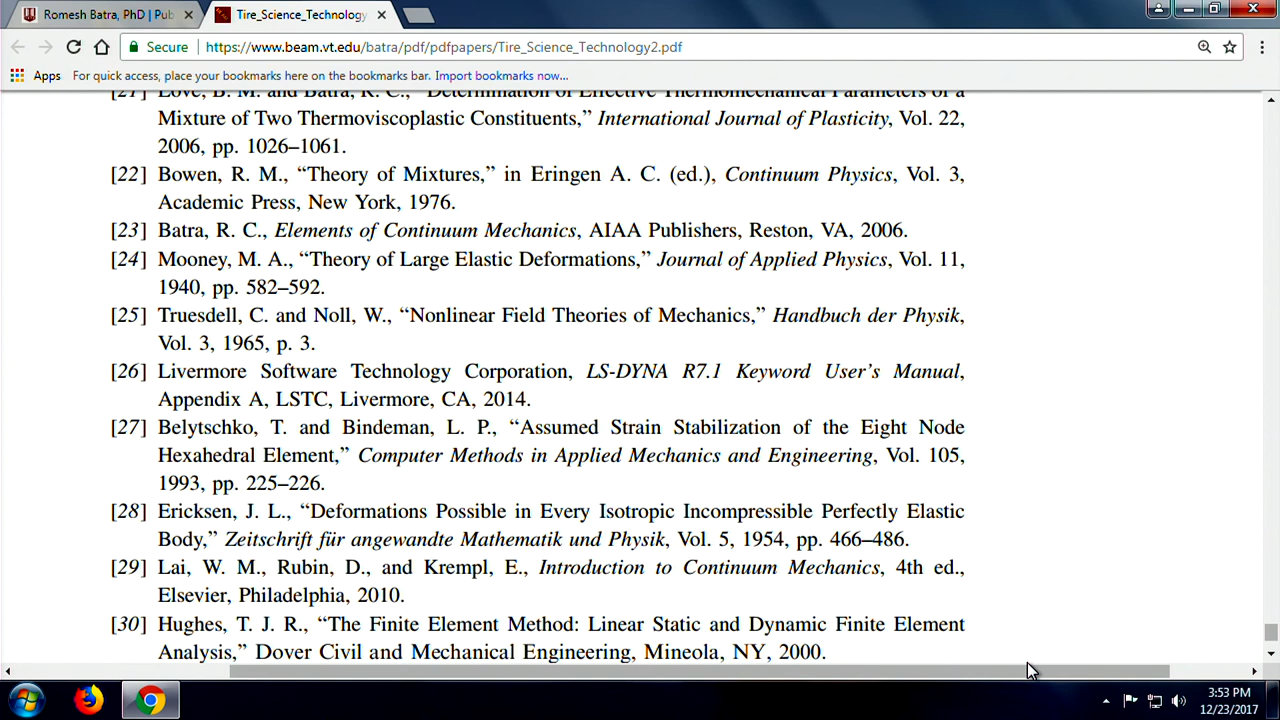 Romesh Batra, PhD | Pub
Tire_Science_Technology
Secure
https://www.beam.vt.edu/batra/pdf/pdfpapers/Tire_Science_Technology2.pdf
Apps For quick access, place your bookmarks here on the bookmarks bar. Import bookmarks now...
Love, B. M. and Batra, R. C., “Determination of Effective Thermomechanical Parameters of a
Mixture of Two Thermoviscoplastic Constituents,” International Journal of Plasticity, Vol. 22,
2006, pp. 1026–1061.
[22] Bowen, R. M., “Theory of Mixtures,” in Eringen A. C. (ed.), Continuum Physics, Vol. 3,
Academic Press, New York, 1976.
[23] Batra, R. C., Elements of Continuum Mechanics, AIAA Publishers, Reston, VA, 2006.
[24] Mooney, M. A., “Theory of Large Elastic Deformations,” Journal of Applied Physics, Vol. 11,
1940, pp. 582–592.
[25] Truesdell, C. and Noll, W., “Nonlinear Field Theories of Mechanics,” Handbuch der Physik,
Vol. 3, 1965, p. 3.
[26] Livermore Software Technology Corporation, LS-DYNA R7.1 Keyword User’s Manual,
Appendix A, LSTC, Livermore, CA, 2014.
[27] Belytschko, T. and Bindeman, L. P., “Assumed Strain Stabilization of the Eight Node
Hexahedral Element,” Computer Methods in Applied Mechanics and Engineering, Vol. 105,
1993, pp. 225–226.
[28] Ericksen, J. L., “Deformations Possible in Every Isotropic Incompressible Perfectly Elastic
Body,” Zeitschrift für angewandte Mathematik und Physik, Vol. 5, 1954, pp. 466–486.
[29] Lai, W. M., Rubin, D., and Krempl, E., Introduction to Continuum Mechanics, 4th ed.,
Elsevier, Philadelphia, 2010.
[30] Hughes, T. J. R., “The Finite Element Method: Linear Static and Dynamic Finite Element
Analysis,” Dover Civil and Mechanical Engineering, Mineola, NY, 2000.
3:53 PM
12/23/2017